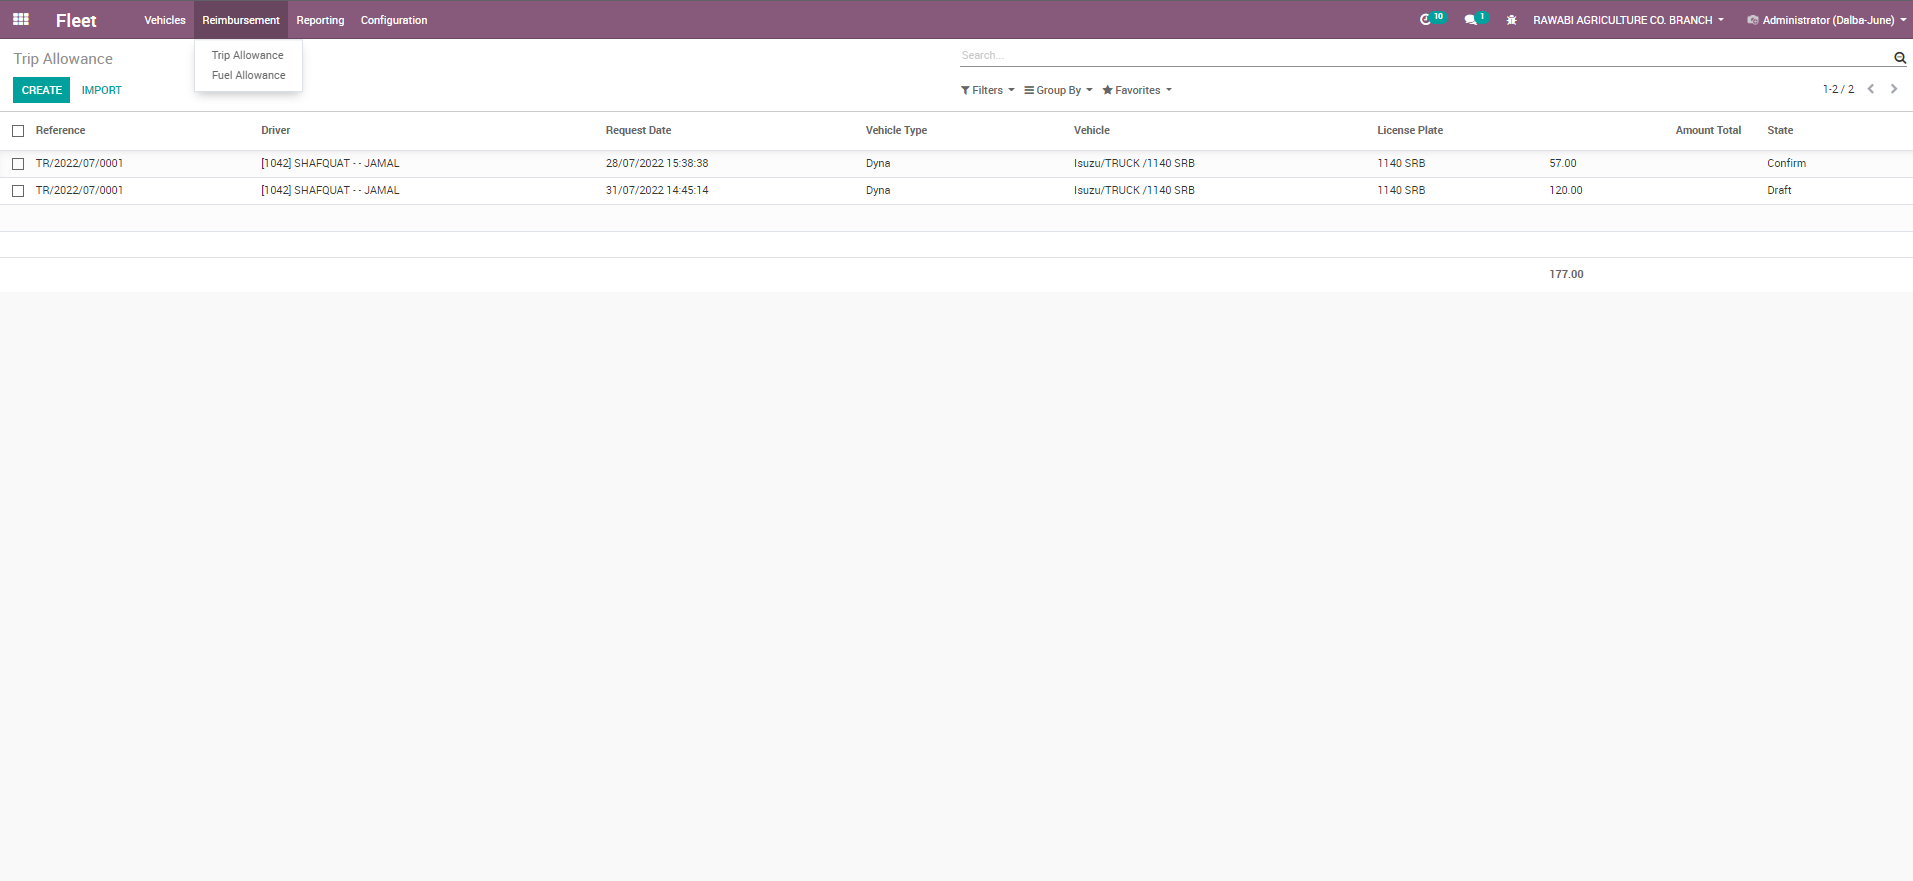 Fleet Vehicles Reimbursement Reporting Configuration 10 1 RAWABI AGRICULTURE CO. BRANCH Administrator (Dalba-June)
Trip Allowance
Fuel Allowance
Trip Allowance
Search...
CREATE IMPORT
Filters Group By Favorites 1-2 / 2
Reference Driver Request Date Vehicle Type Vehicle License Plate Amount Total State
TR/2022/07/0001 [1042] SHAFQUAT - - JAMAL 28/07/2022 15:38:38 Dyna Isuzu/TRUCK /1140 SRB 1140 SRB 57.00 Confirm
TR/2022/07/0001 [1042] SHAFQUAT - - JAMAL 31/07/2022 14:45:14 Dyna Isuzu/TRUCK /1140 SRB 1140 SRB 120.00 Draft
177.00